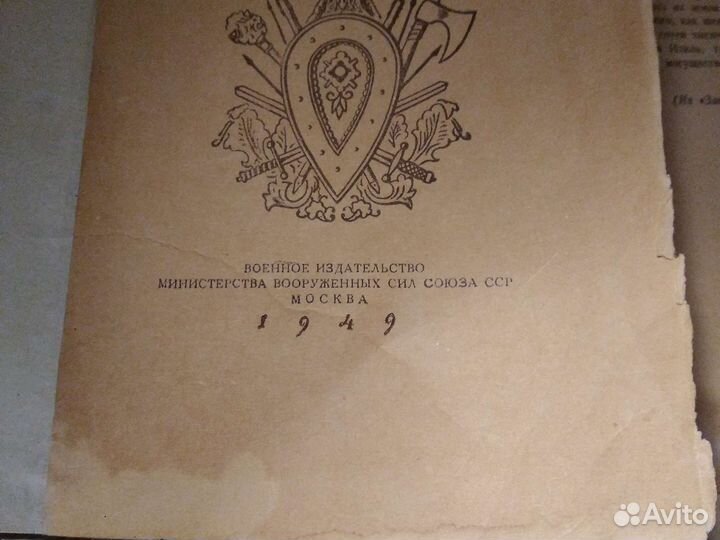 ВОЕННОЕ ИЗДАТЕЛЬСТВО
МИНИСТЕРСТВА ВООРУЖЕННЫХ СИЛ СОЮЗА ССР
МОСКВА
1949
Avito